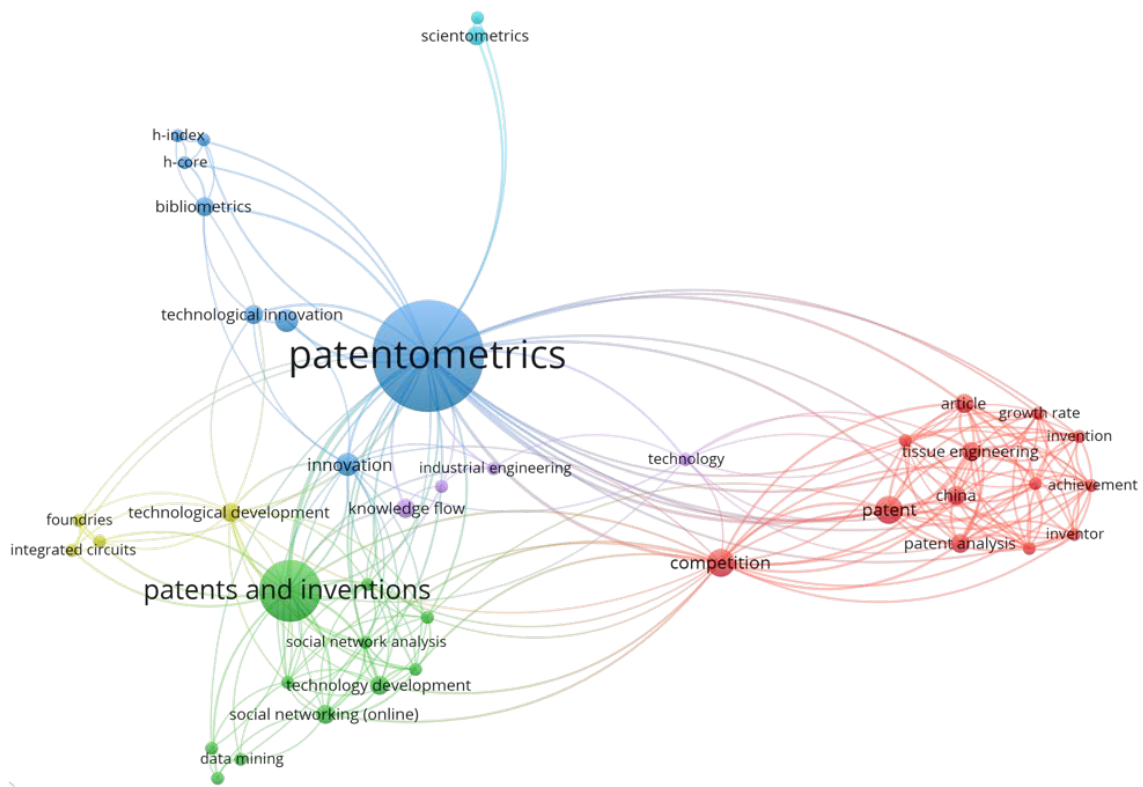 scientometrics
h-index
h-core
bibliometrics
technological innovation
patentometrics
article
growth rate
invention
tissue engineering
innovation
industrial engineering
technology
achievement
china
knowledge flow
patent
technological development
foundries
inventor
patent analysis
integrated circuits
competition
patents and inventions
social network analysis
technology development
social networking (online)
data mining